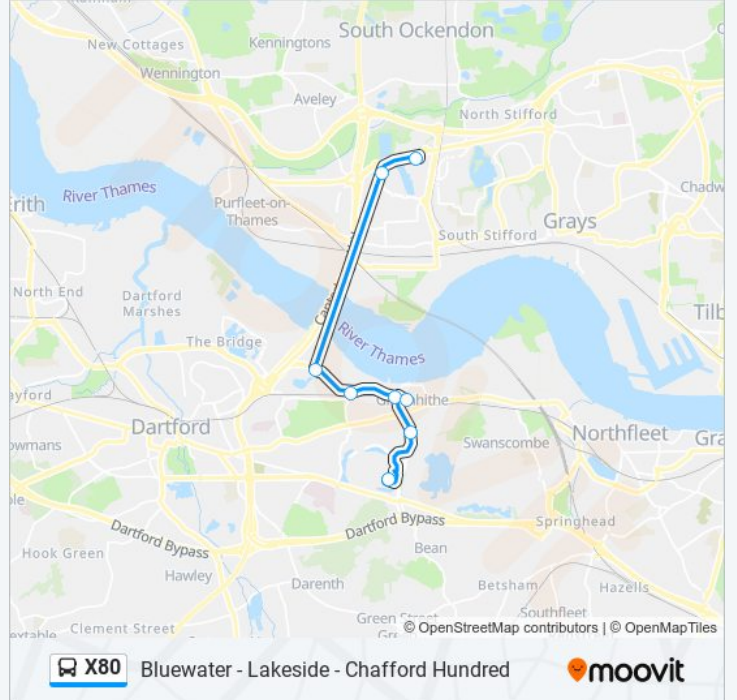 South Ockendon
New Cottages
Kenningtons
Wennington
Aveley
North Stifford
River Thames
Chadw
Erith
Purfleet-on-
Thames
Grays
South Stifford
North End
Dartford
Marshes
Tilb
The Bridge
River Thames
ayford
Dartford
Northfleet
Gra
owmans
Swanscombe
Dartford Bypass
Dartford Bypass
Springhead
Hook Green
Bean
Hawley
Darenth
Betsham
Hazells
Southfleet
Green Street
Gre
extable
Clement Street
© OpenStreetMap contributors | © OpenMapTiles
X80
Bluewater - Lakeside - Chafford Hundred
moovit